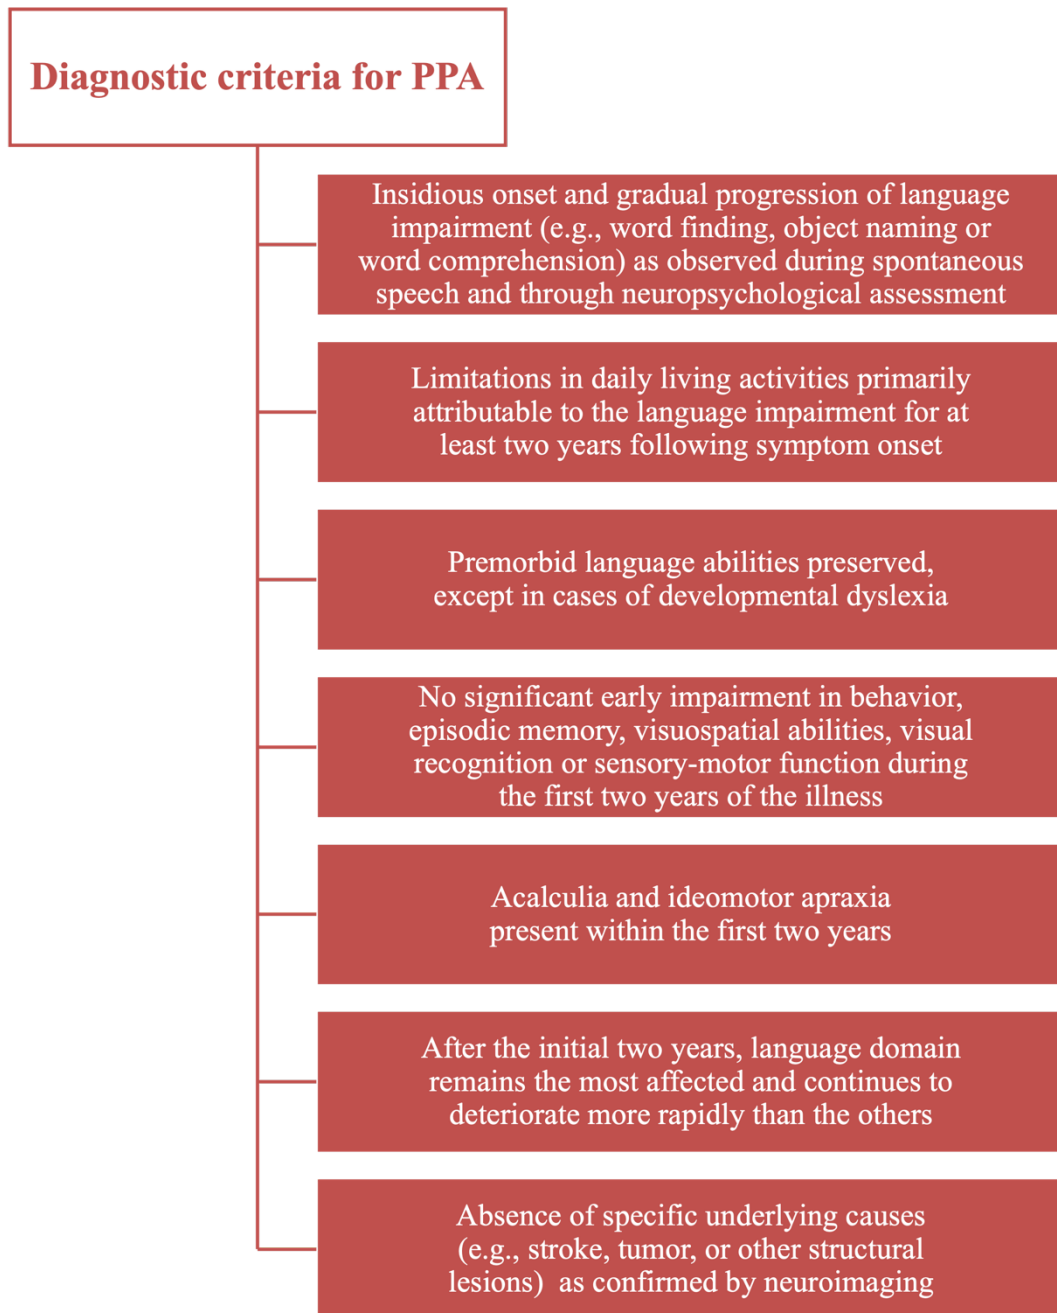 Diagnostic criteria for PPA
Insidious onset and gradual progression of language
impairment (e.g., word finding, object naming or
word comprehension) as observed during spontaneous
speech and through neuropsychological assessment
Limitations in daily living activities primarily
attributable to the language impairment for at
least two years following symptom onset
Premorbid language abilities preserved,
except in cases of developmental dyslexia
No significant early impairment in behavior,
episodic memory, visuospatial abilities, visual
recognition or sensory-motor function during
the first two years of the illness
Acalculia and ideomotor apraxia
present within the first two years
After the initial two years, language domain
remains the most affected and continues to
deteriorate more rapidly than the others
Absence of specific underlying causes
(e.g., stroke, tumor, or other structural
lesions) as confirmed by neuroimaging